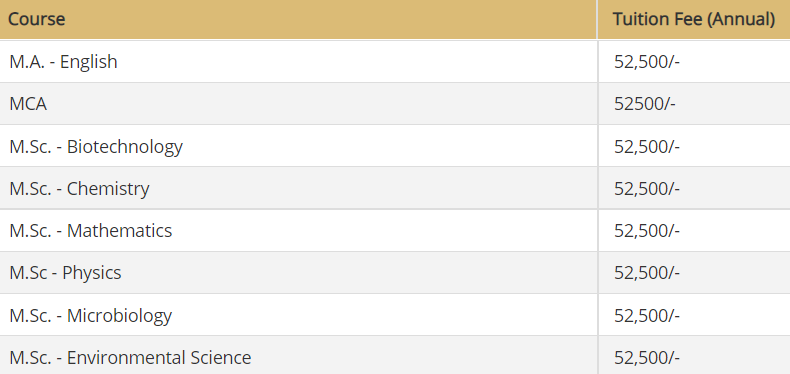 Course Tuition Fee (Annual)
M.A. - English 52,500/-
MCA 52500/-
M.Sc. - Biotechnology 52,500/-
M.Sc. - Chemistry 52,500/-
M.Sc. - Mathematics 52,500/-
M.Sc - Physics 52,500/-
M.Sc. - Microbiology 52,500/-
M.Sc. - Environmental Science 52,500/-